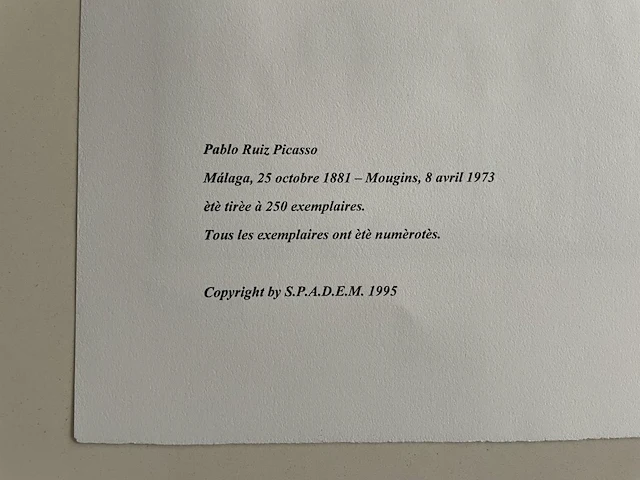 Pablo Ruiz Picasso
Málaga, 25 octobre 1881 – Mougins, 8 avril 1973
ètè tirèe à 250 exemplaires.
Tous les exemplaires ont ètè numèrotès.
Copyright by S.P.A.D.E.M. 1995